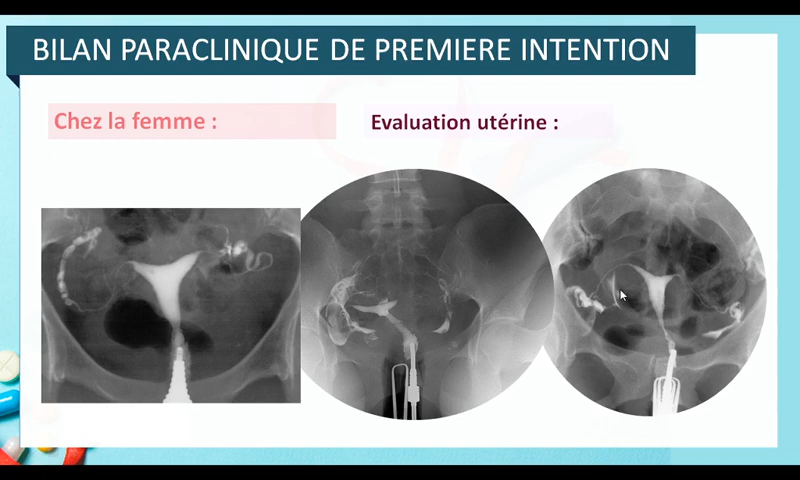 BILAN PARACLINIQUE DE PREMIERE INTENTION
Chez la femme :
Evaluation utérine :